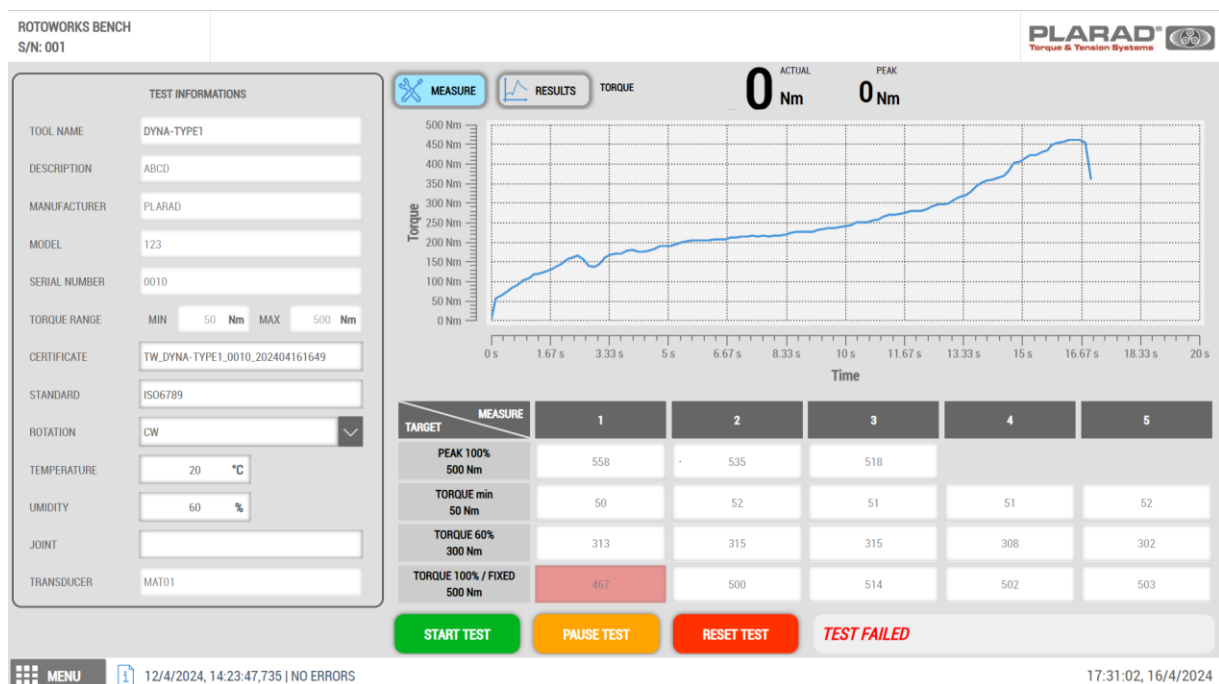 ROTOWORKS BENCH
S/N: 001
PLARAD®
Torque & Tension Systems
TEST INFORMATIONS
TOOL NAME DYNA-TYPE1
DESCRIPTION ABCD
MANUFACTURER PLARAD
MODEL 123
SERIAL NUMBER 0010
TORQUE RANGE MIN 50 Nm MAX 500 Nm
CERTIFICATE TW_DYNA-TYPE1_0010_202404161649
STANDARD ISO6789
ROTATION CW
TEMPERATURE 20 °C
UMIDITY 60 %
JOINT
TRANSDUCER MAT01
MEASURE RESULTS TORQUE
ACTUAL
0 Nm
PEAK
0 Nm
500 Nm
450 Nm
400 Nm
350 Nm
300 Nm
250 Nm
200 Nm
150 Nm
100 Nm
50 Nm
0 Nm
Torque
0 s 1.67 s 3.33 s 5 s 6.67 s 8.33 s 10 s 11.67 s 13.33 s 15 s 16.67 s 18.33 s 20 s
Time
MEASURE
TARGET
1 2 3 4 5
PEAK 100%
500 Nm
558 535 518
TORQUE min
50 Nm
50 52 51 51 52
TORQUE 60%
300 Nm
313 315 315 308 302
TORQUE 100% / FIXED
500 Nm
467 500 514 502 503
START TEST PAUSE TEST RESET TEST TEST FAILED
MENU 12/4/2024, 14:23:47,735 | NO ERRORS 17:31:02, 16/4/2024